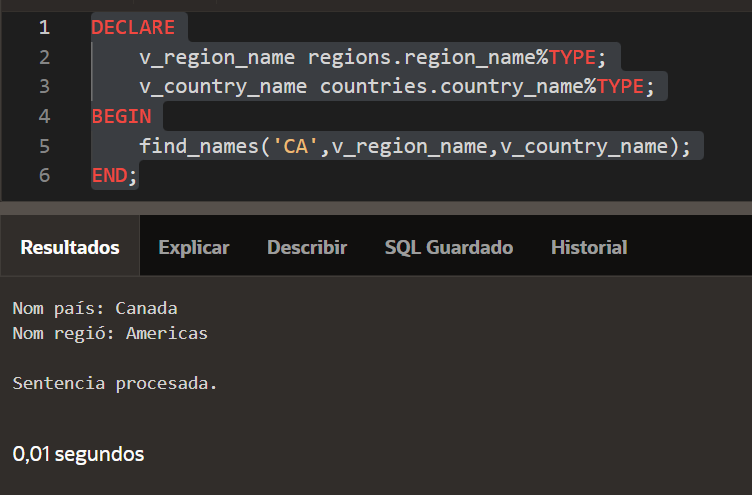 1 DECLARE
2 v_region_name regions.region_name%TYPE;
3 v_country_name countries.country_name%TYPE;
4 BEGIN
5 find_names('CA',v_region_name,v_country_name);
6 END;
Resultados Explicar Describir SQL Guardado Historial
Nom país: Canada
Nom regió: Americas
Sentencia procesada.
0,01 segundos